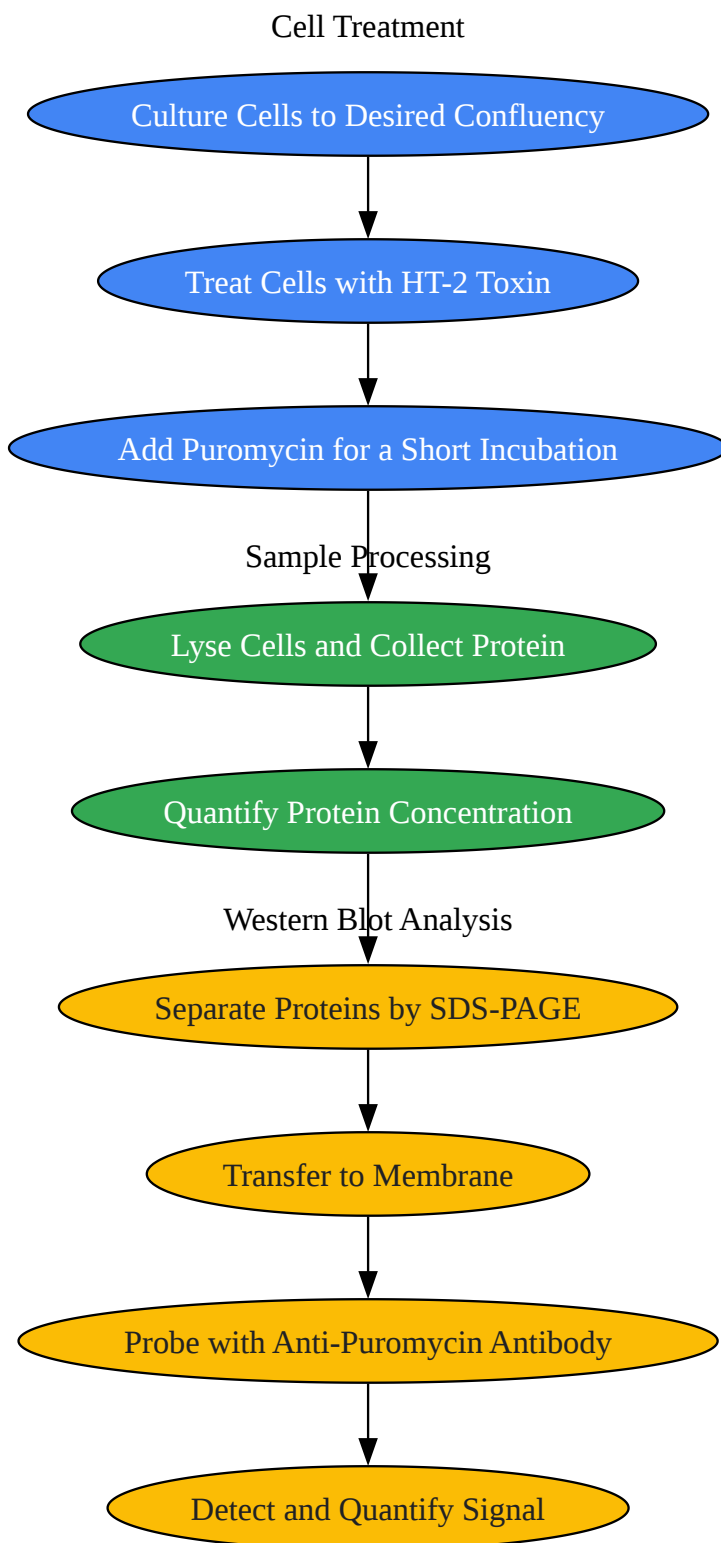 Cell Treatment
Culture Cells to Desired Confluency
Treat Cells with HT-2 Toxin
Add Puromycin for a Short Incubation
Sample Processing
Lyse Cells and Collect Protein
Quantify Protein Concentration
Western Blot Analysis
Separate Proteins by SDS-PAGE
Transfer to Membrane
Probe with Anti-Puromycin Antibody
Detect and Quantify Signal